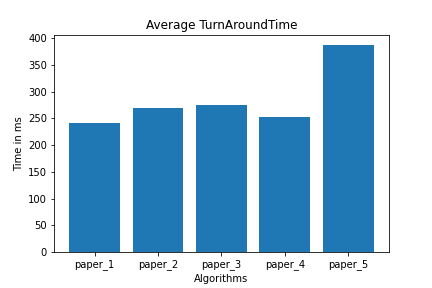 Average TurnAroundTime
400
350
300
250
200
150
100
50
0
Time in ms
paper_1 paper_2 paper_3 paper_4 paper_5
Algorithms